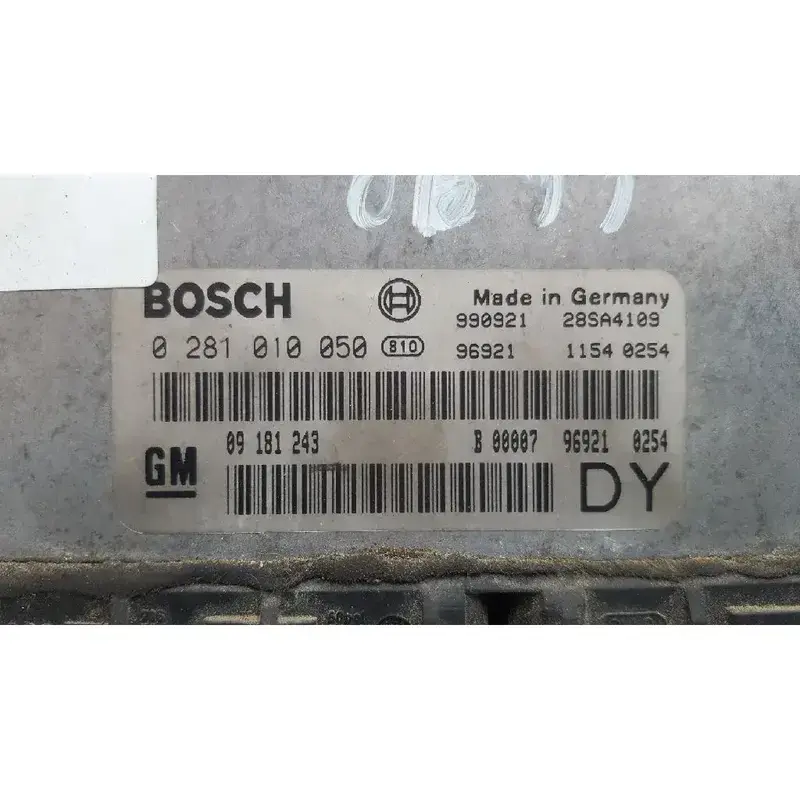 BOSCH
Made in Germany
990921 28SA4109
0 281 010 050 810
96921 1154 0254
09 181 243 B 00007 96921 0254
GM
DY